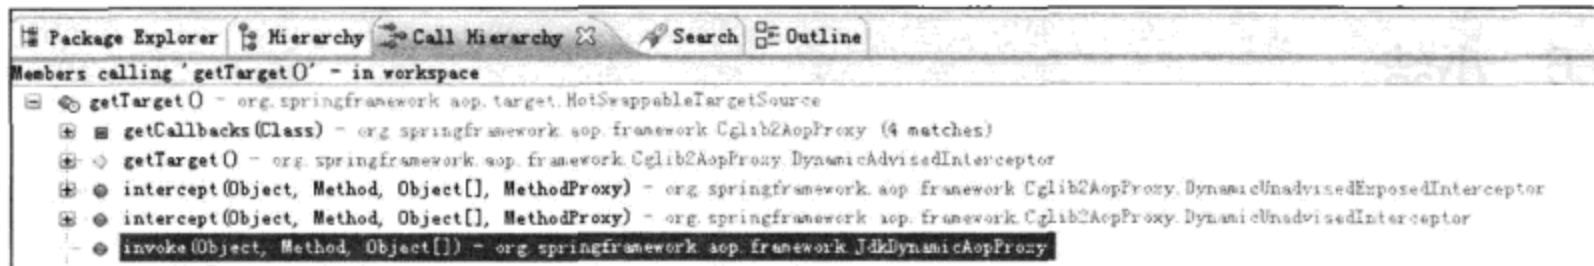 Package Explorer Hierarchy Call Hierarchy Search Outline
Members calling 'getTarget()' - in workspace
getTarget() - org.springframework.aop.target.HotSwappableTargetSource
getCallbacks(Class) - org.springframework.aop.framework.Cglib2AopProxy (4 matches)
getTarget() - org.springframework.aop.framework.Cglib2AopProxy.DynamicAdvisedInterceptor
intercept(Object, Method, Object[], MethodProxy) - org.springframework.aop.framework.Cglib2AopProxy.DynamicUnadvisedExposedInterceptor
intercept(Object, Method, Object[], MethodProxy) - org.springframework.aop.framework.Cglib2AopProxy.DynamicUnadvisedInterceptor
invoke(Object, Method, Object[]) - org.springframework.aop.framework.JdkDynamicAopProxy